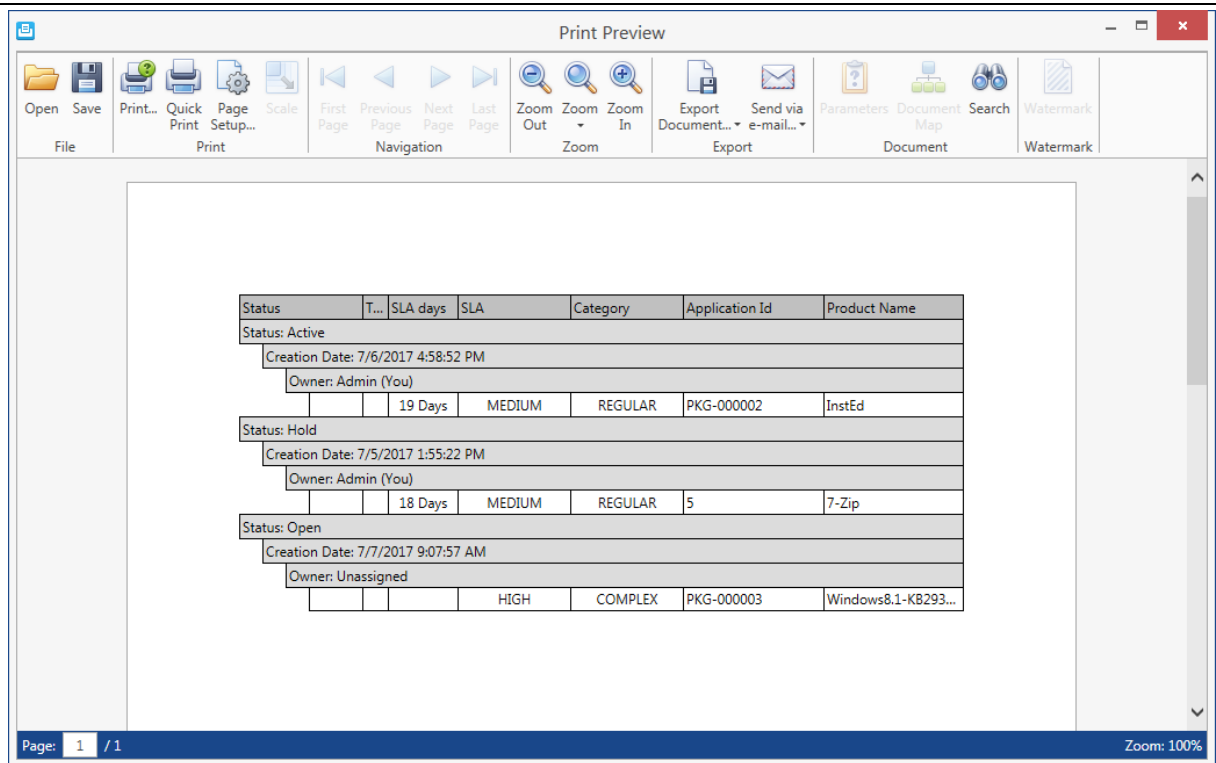 Print Preview
Open Save Print... Quick Print Page Setup... Scale First Page Previous Page Next Page Last Page Zoom Out Zoom Zoom In Export Document... Send via e-mail... Parameters Document Map Search Watermark
File Print Navigation Zoom Export Document Watermark
Status T... SLA days SLA Category Application Id Product Name
Status: Active
Creation Date: 7/6/2017 4:58:52 PM
Owner: Admin (You)
19 Days MEDIUM REGULAR PKG-000002 InstEd
Status: Hold
Creation Date: 7/5/2017 1:55:22 PM
Owner: Admin (You)
18 Days MEDIUM REGULAR 5 7-Zip
Status: Open
Creation Date: 7/7/2017 9:07:57 AM
Owner: Unassigned
HIGH COMPLEX PKG-000003 Windows8.1-KB293...
Page: 1 / 1 Zoom: 100%